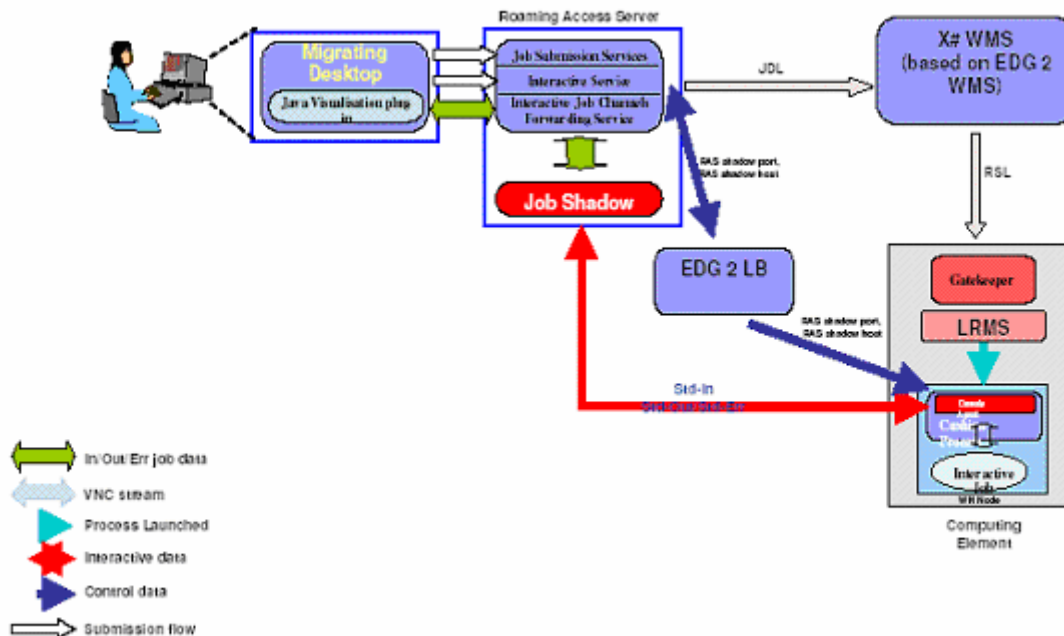 Roaming Access Server
Migrating
Desktop
Java Visualisation plug
in
Job Submission Services
Interactive Service
Interactive Job Channels
Forwarding Service
Job Shadow
JDL
X# WMS
(based on EDG 2
WMS)
RSL
RAS shadow port,
RAS shadow host
EDG 2 LB
RAS shadow port,
RAS shadow host
Gatekeeper
LRMS
Std-In
Interactive
Job
WN Node
Computing
Element
In/Out/Err job data
VNC stream
Process Launched
Interactive data
Control data
Submission flow